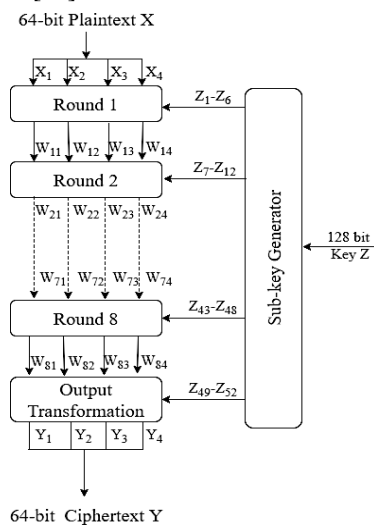 64-bit Plaintext X
X1 X2 X3 X4
Round 1
Z1-Z6
W11 W12 W13 W14
Round 2
Z7-Z12
W21 W22 W23 W24
Sub-key Generator
128 bit
Key Z
W71 W72 W73 W74
Round 8
Z43-Z48
W81 W82 W83 W84
Output
Transformation
Z49-Z52
Y1 Y2 Y3 Y4
64-bit Ciphertext Y